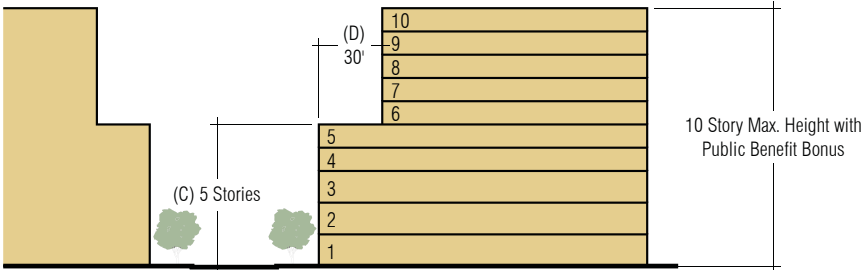 10
(D)
9
30'
8
7
6
5
10 Story Max. Height with
Public Benefit Bonus
4
3
(C) 5 Stories
2
1